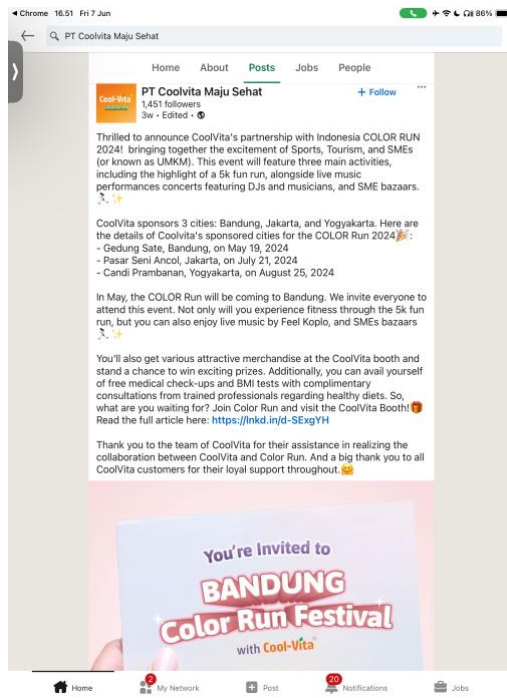 Chrome 16.51 Fri 7 Jun 86%
PT Coolvita Maju Sehat
Home About Posts Jobs People
Cool-Vita
PT Coolvita Maju Sehat
+ Follow
1,451 followers
3w • Edited •
Thrilled to announce CoolVita's partnership with Indonesia COLOR RUN
2024! bringing together the excitement of Sports, Tourism, and SMEs
(or known as UMKM). This event will feature three main activities,
including the highlight of a 5k fun run, alongside live music
performances concerts featuring DJs and musicians, and SME bazaars.
🏃✨
CoolVita sponsors 3 cities: Bandung, Jakarta, and Yogyakarta. Here are
the details of Coolvita's sponsored cities for the COLOR Run 2024🎉:
- Gedung Sate, Bandung, on May 19, 2024
- Pasar Seni Ancol, Jakarta, on July 21, 2024
- Candi Prambanan, Yogyakarta, on August 25, 2024
In May, the COLOR Run will be coming to Bandung. We invite everyone to
attend this event. Not only will you experience fitness through the 5k fun
run, but you can also enjoy live music by Feel Koplo, and SMEs bazaars
🏃✨
You'll also get various attractive merchandise at the CoolVita booth and
stand a chance to win exciting prizes. Additionally, you can avail yourself
of free medical check-ups and BMI tests with complimentary
consultations from trained professionals regarding healthy diets. So,
what are you waiting for? Join Color Run and visit the CoolVita Booth!🎁
Read the full article here: https://lnkd.in/d-SExgYH
Thank you to the team of CoolVita for their assistance in realizing the
collaboration between CoolVita and Color Run. And a big thank you to all
CoolVita customers for their loyal support throughout.🤗
You're Invited to
BANDUNG
Color Run Festival
with Cool-Vita
Home
2
My Network
Post
20
Notifications
Jobs